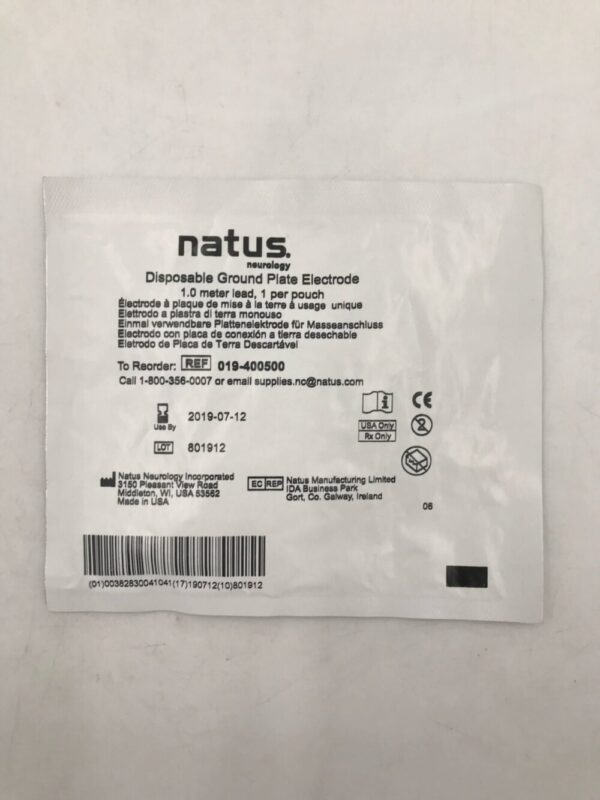 natus.
neurology
Disposable Ground Plate Electrode
1.0 meter lead, 1 per pouch
Électrode à plaque de mise à la terre à usage unique
Elettrodo a piastra di terra monouso
Einmal verwendbare Plattenelektrode für Masseanschluss
Electrodo con placa de conexión a tierra desechable
Eletrodo de Placa de Terra Descartável
To Reorder: REF 019-400500
Call 1-800-356-0007 or email supplies.nc@natus.com
Use By 2019-07-12
LOT 801912
CE
USA Only
Rx Only
2
Natus Neurology Incorporated
3150 Pleasant View Road
Middleton, WI, USA 53562
Made in USA
EC REP Natus Manufacturing Limited
IDA Business Park
Gort, Co. Galway, Ireland
06
(01)00382830041041(17)190712(10)801912